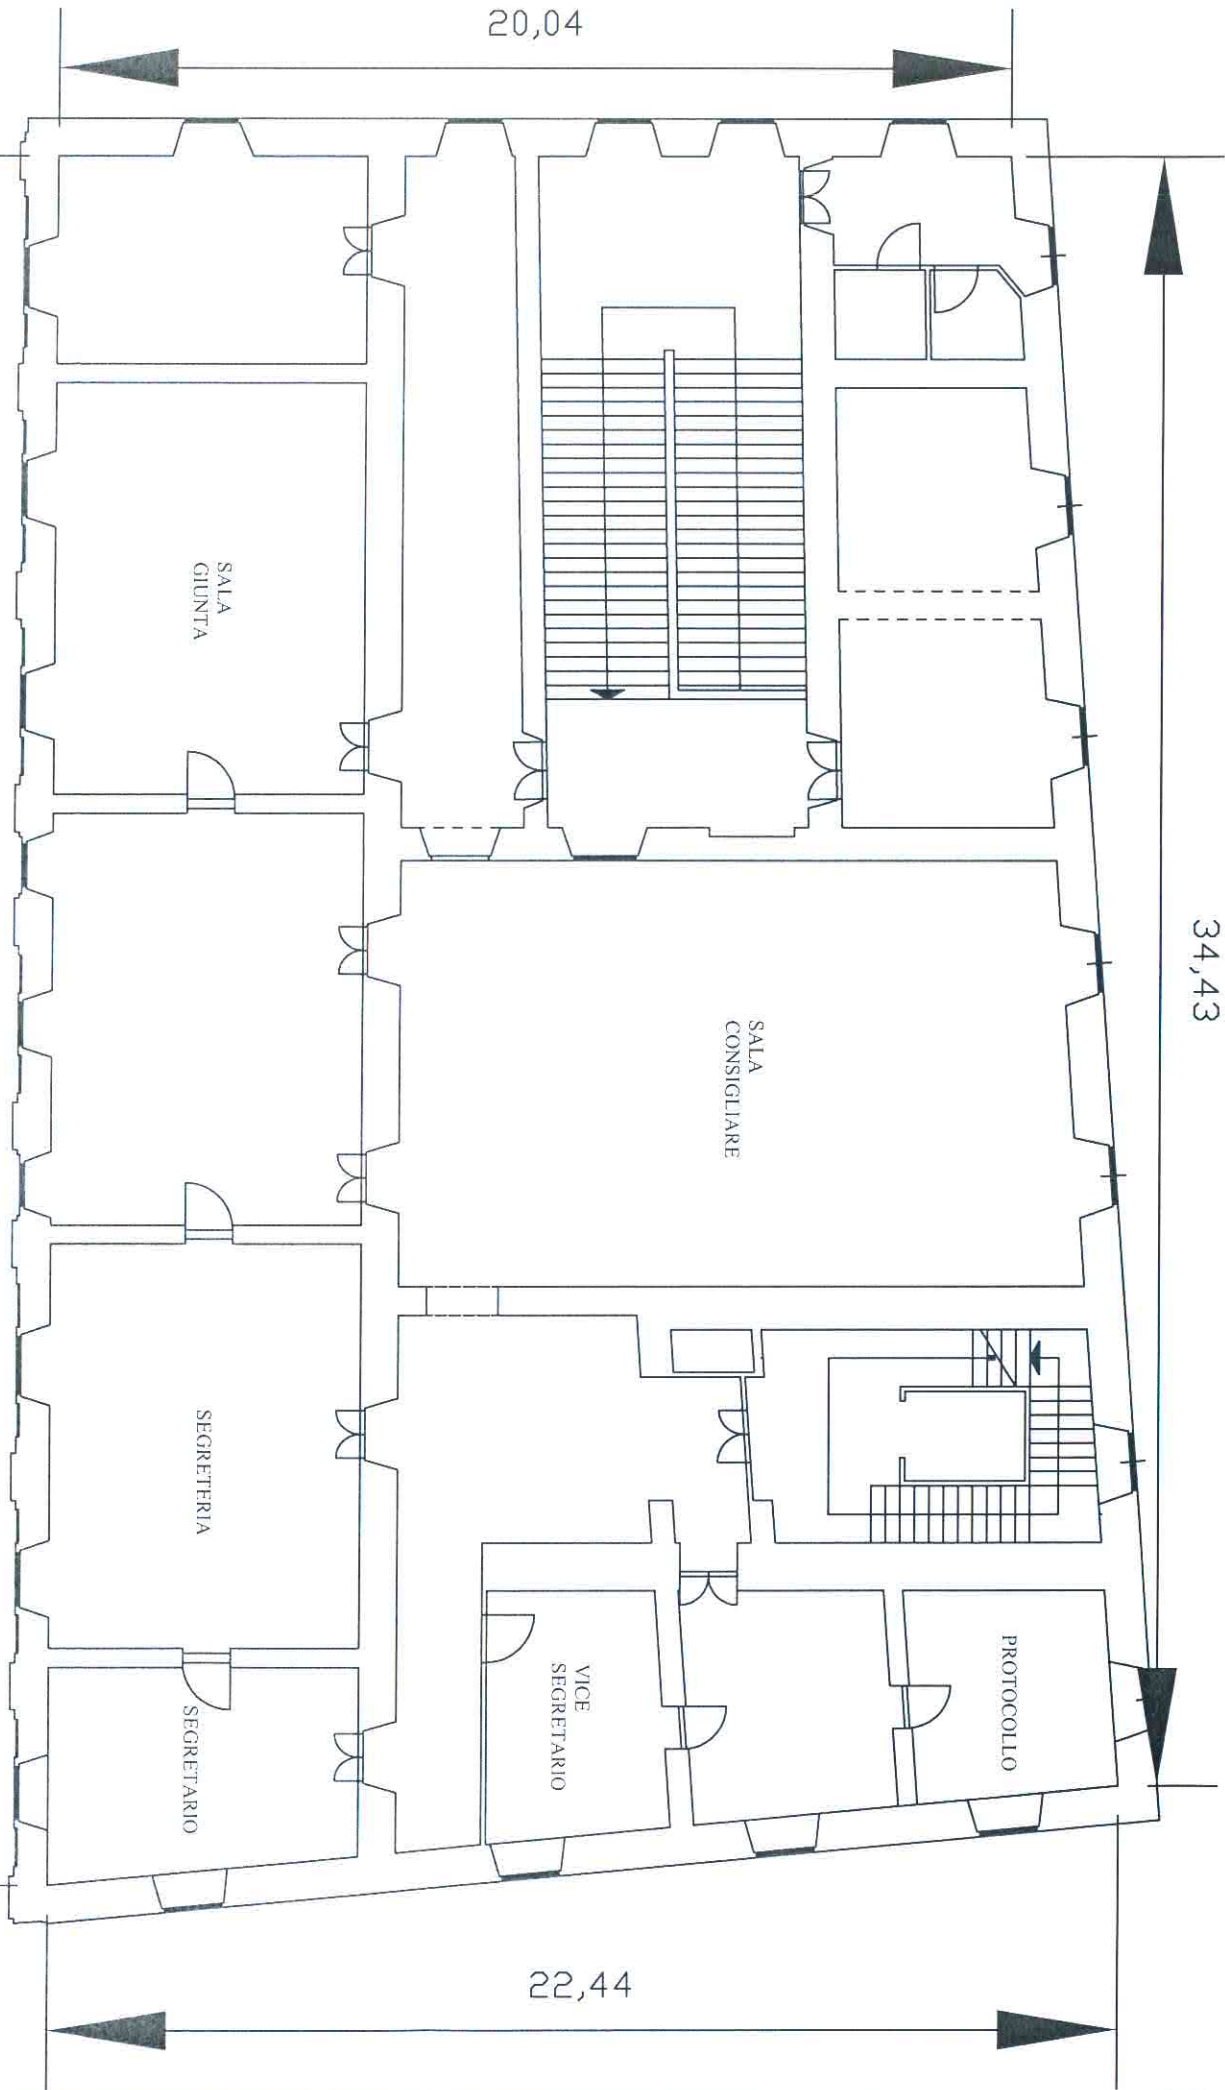 20,04
34,43
SALA
GIUNTA
SALA
CONSIGLIARE
SEGRETERIA
SEGRETARIO
VICE
SEGRETARIO
PROTOCOLLO
22,44